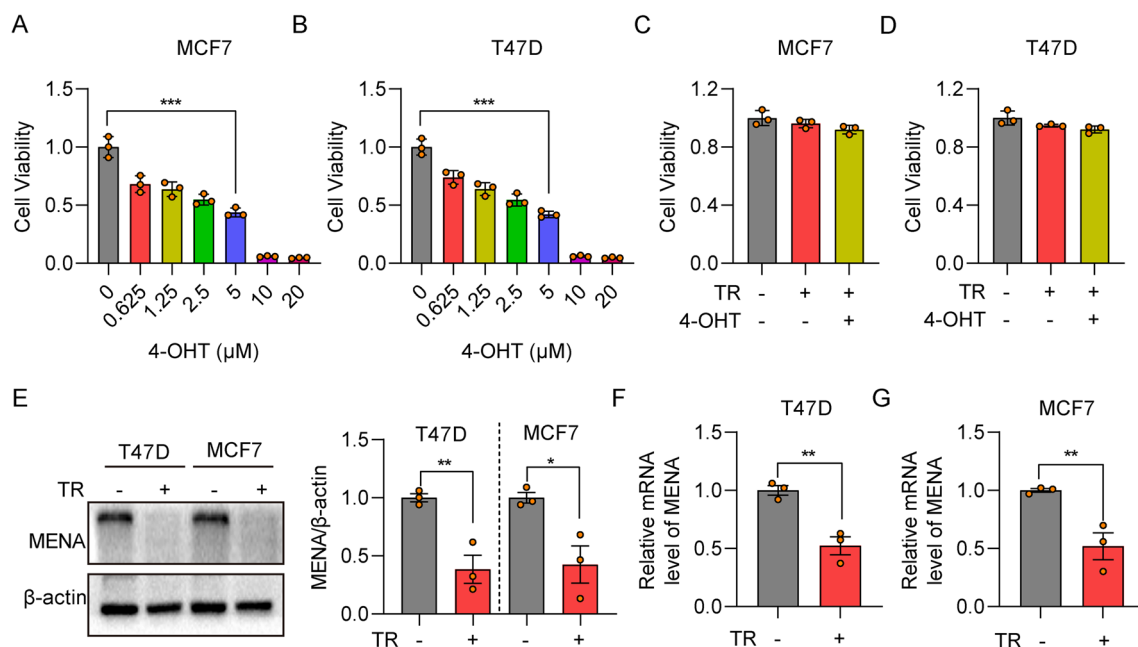 A
MCF7
Cell Viability
1.5
1.0
0.5
0.0
***
0
0.625
1.25
2.5
5
10
20
4-OHT (μM)
B
T47D
Cell Viability
1.5
1.0
0.5
0.0
***
0
0.625
1.25
2.5
5
10
20
4-OHT (μM)
C
MCF7
Cell Viability
1.2
0.8
0.4
0.0
TR - + +
4-OHT - - +
D
T47D
Cell Viability
1.2
0.8
0.4
0.0
TR - + +
4-OHT - - +
E
T47D MCF7
TR - + - +
MENA
β-actin
MENA/β-actin
1.5
1.0
0.5
0.0
T47D
**
MCF7
*
TR - + - +
F
T47D
Relative mRNA
level of MENA
1.5
1.0
0.5
0.0
**
TR - +
G
MCF7
Relative mRNA
level of MENA
1.5
1.0
0.5
0.0
**
TR - +